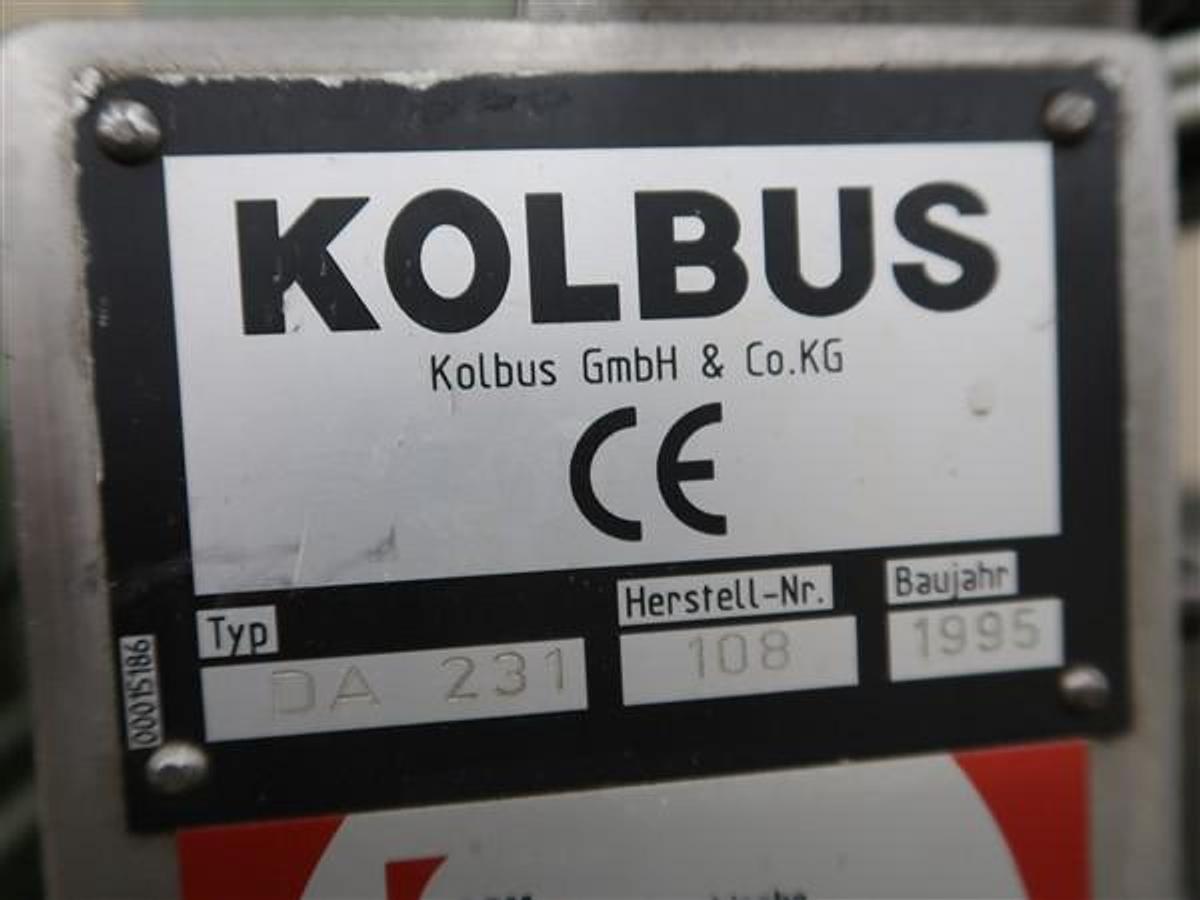 KOLBUS
Kolbus GmbH & Co.KG
CE
Typ
DA 231
Herstell-Nr.
108
Baujahr
1995
00015186